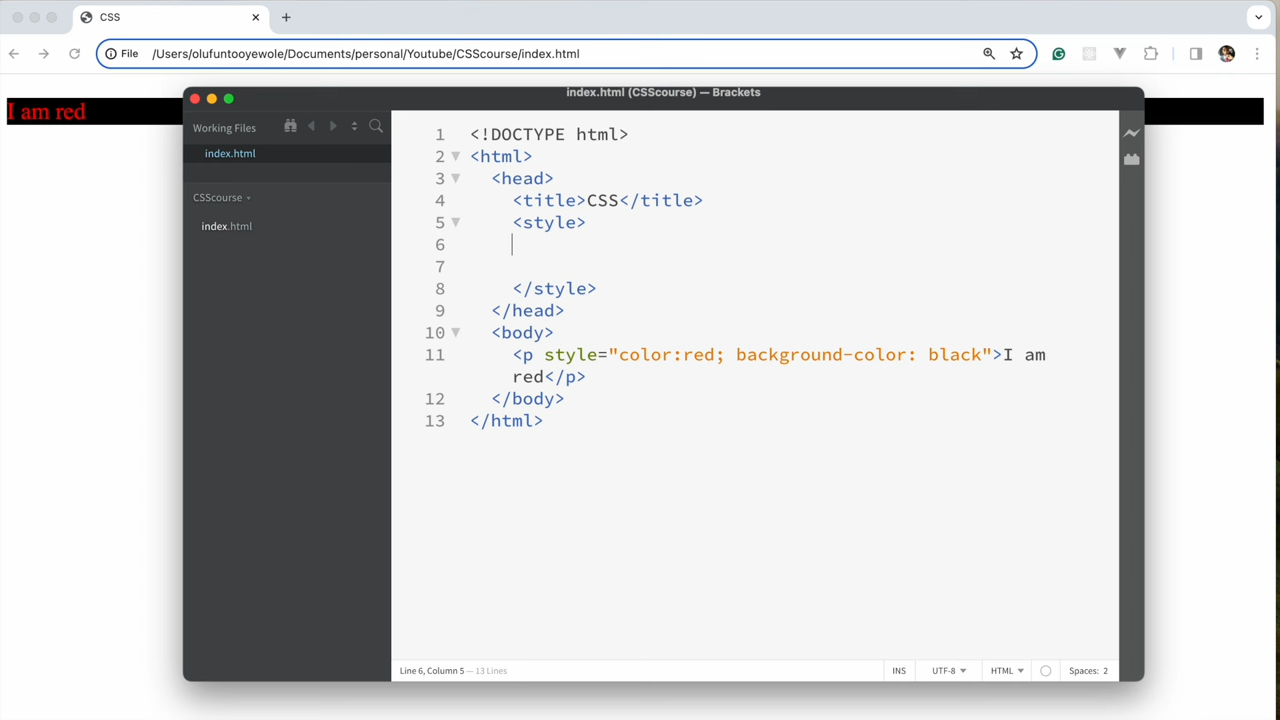 CSS
File /Users/olufuntooyewole/Documents/personal/Youtube/CSScourse/index.html
I am red
index.html (CSScourse) — Brackets
Working Files
index.html
CSScourse
index.html
1 <!DOCTYPE html>
2 <html>
3 <head>
4 <title>CSS</title>
5 <style>
6
7
8 </style>
9 </head>
10 <body>
11 <p style="color:red; background-color: black">I am
red</p>
12 </body>
13 </html>
Line 6, Column 5 — 13 Lines
INS UTF-8 HTML Spaces: 2